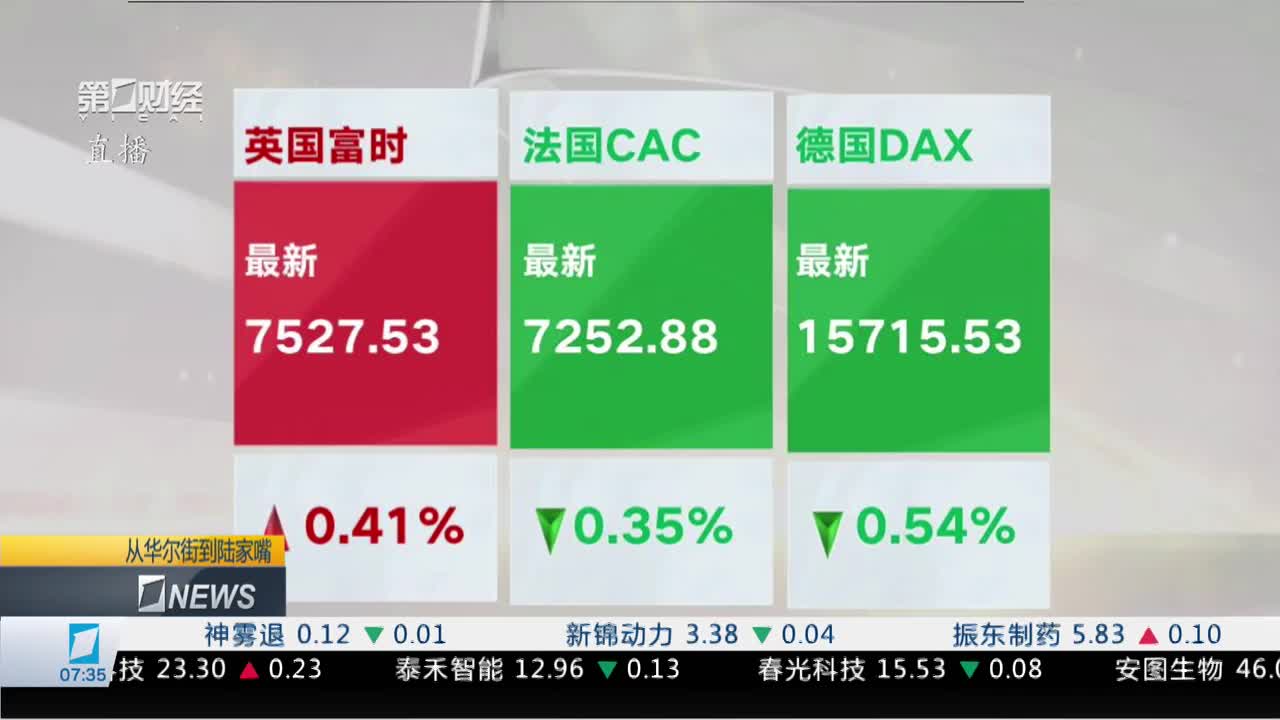 第一财经
YICAI
直播
英国富时
法国CAC
德国DAX
最新
最新
最新
7527.53
7252.88
15715.53
0.41%
▼0.35%
▼0.54%
从华尔街到陆家嘴
NEWS
神雾退 0.12 ▼ 0.01
新锦动力 3.38 ▼ 0.04
振东制药 5.83 ▲ 0.10
07:35
技 23.30 ▲ 0.23
泰禾智能 12.96 ▼ 0.13
春光科技 15.53 ▼ 0.08
安图生物 46.0